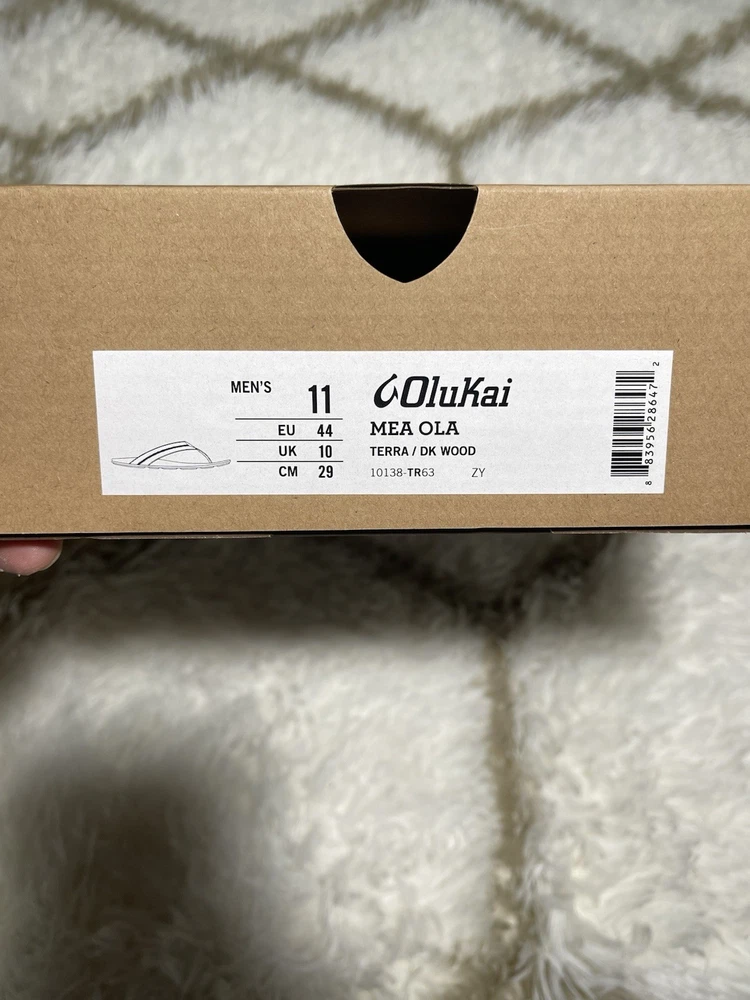 MEN'S 11
EU 44
UK 10
CM 29
OluKai
MEA OLA
TERRA / DK WOOD
10138-TR63 ZY
8 83956 28647 2